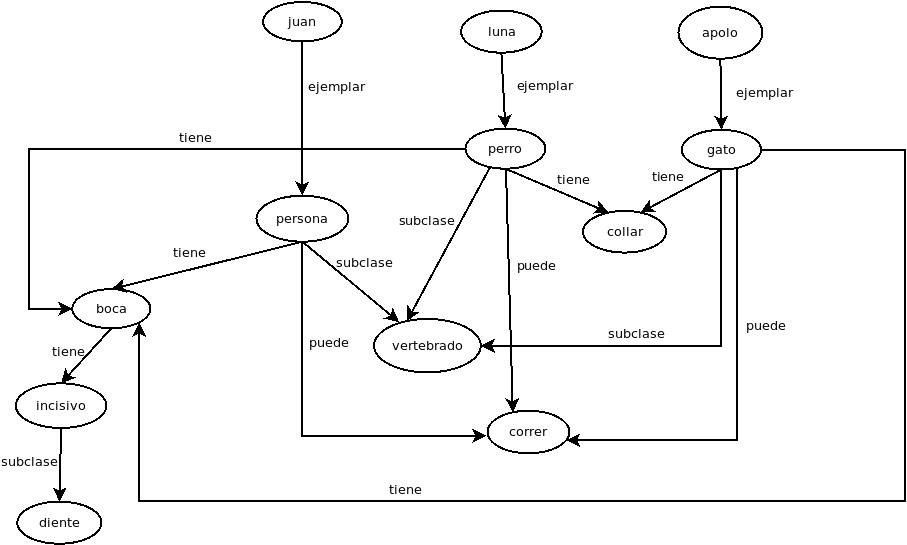 juan
luna
apolo
ejemplar
ejemplar
ejemplar
tiene
perro
gato
tiene
tiene
persona
subclase
collar
tiene
subclase
puede
boca
puede
subclase
puede
vertebrado
tiene
incisivo
correr
subclase
tiene
diente